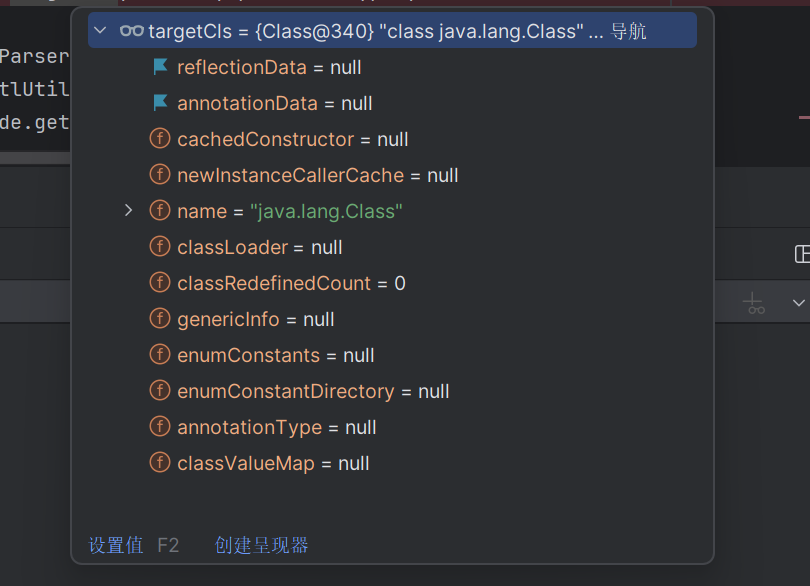 targetCls = {Class@340} "class java.lang.Class" ... 导航
Parser
reflectionData = null
tlUtil
annotationData = null
de.get
cachedConstructor = null
newInstanceCallerCache = null
name = "java.lang.Class"
classLoader = null
classRedefinedCount = 0
genericInfo = null
enumConstants = null
enumConstantDirectory = null
annotationType = null
classValueMap = null
设置值 F2 创建呈现器